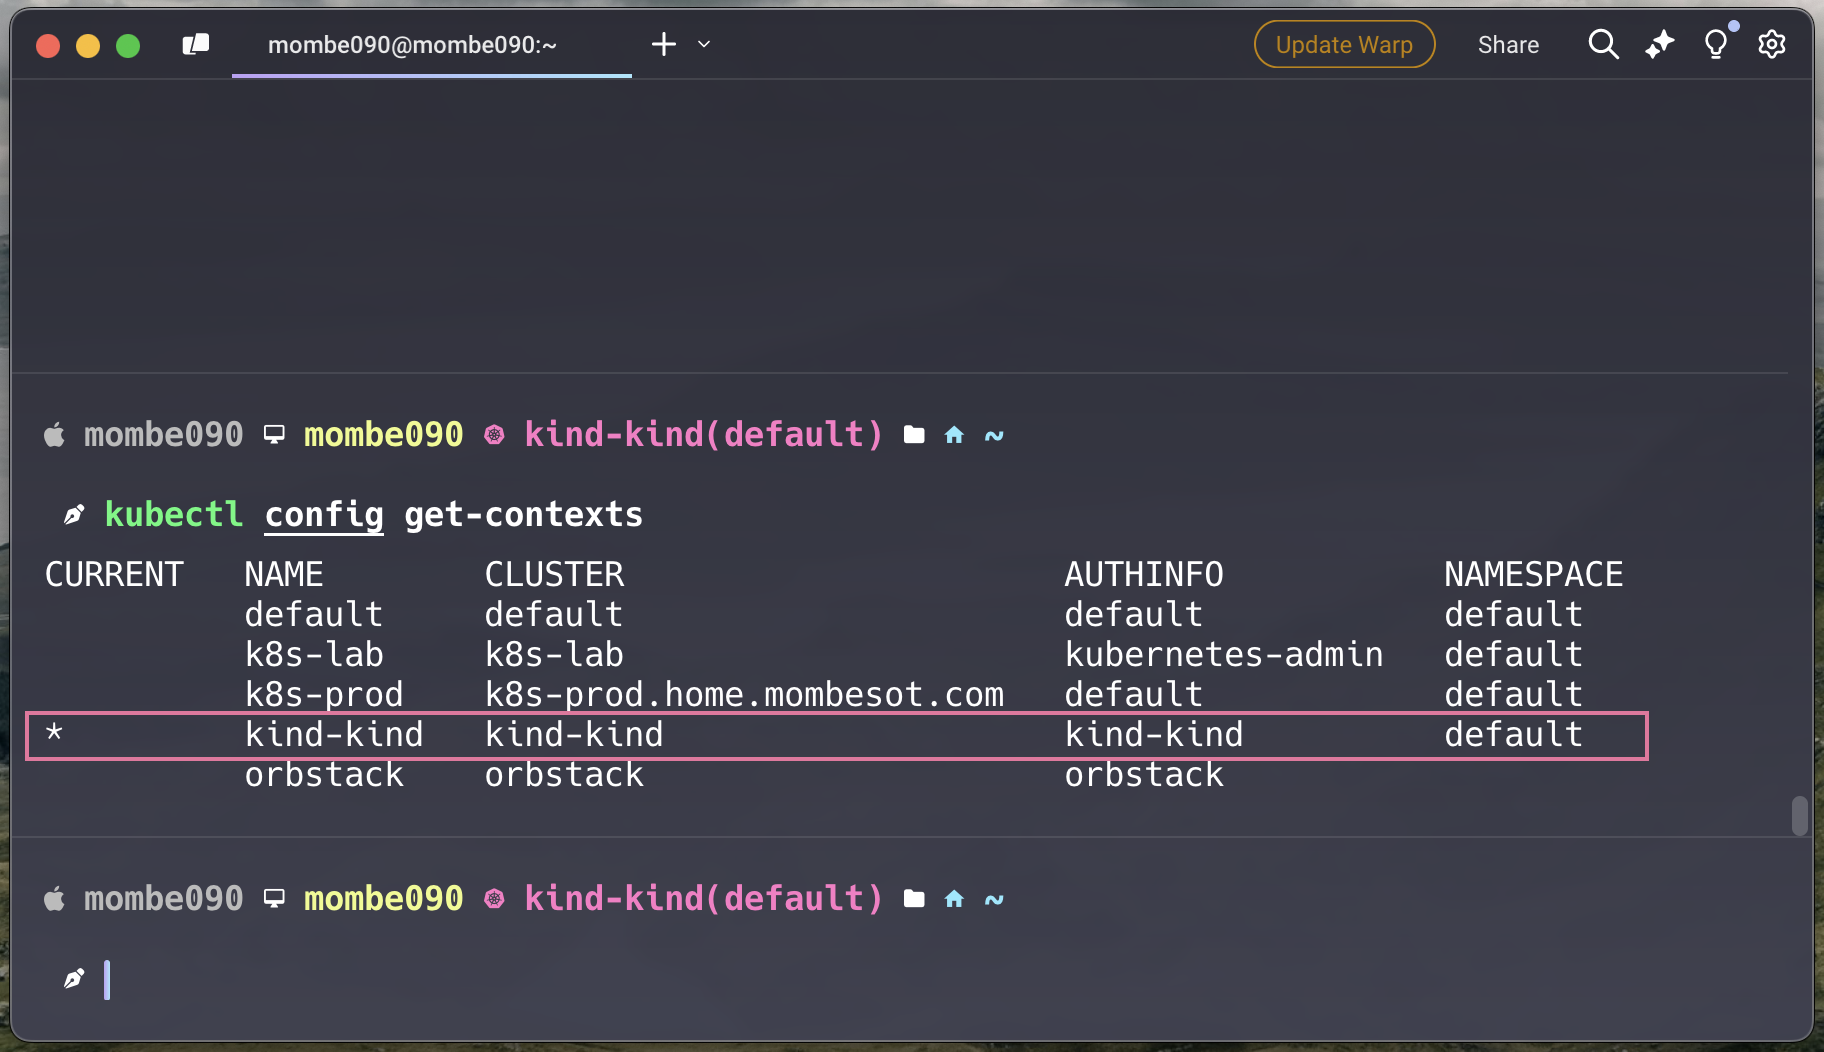 mombe090@mombe090:~
Update Warp
Share
mombe090 mombe090 kind-kind(default) ~
kubectl config get-contexts
CURRENT NAME CLUSTER AUTHINFO NAMESPACE
default default default default
k8s-lab k8s-lab kubernetes-admin default
k8s-prod k8s-prod.home.mombesot.com default default
* kind-kind kind-kind kind-kind default
orbstack orbstack orbstack
mombe090 mombe090 kind-kind(default) ~